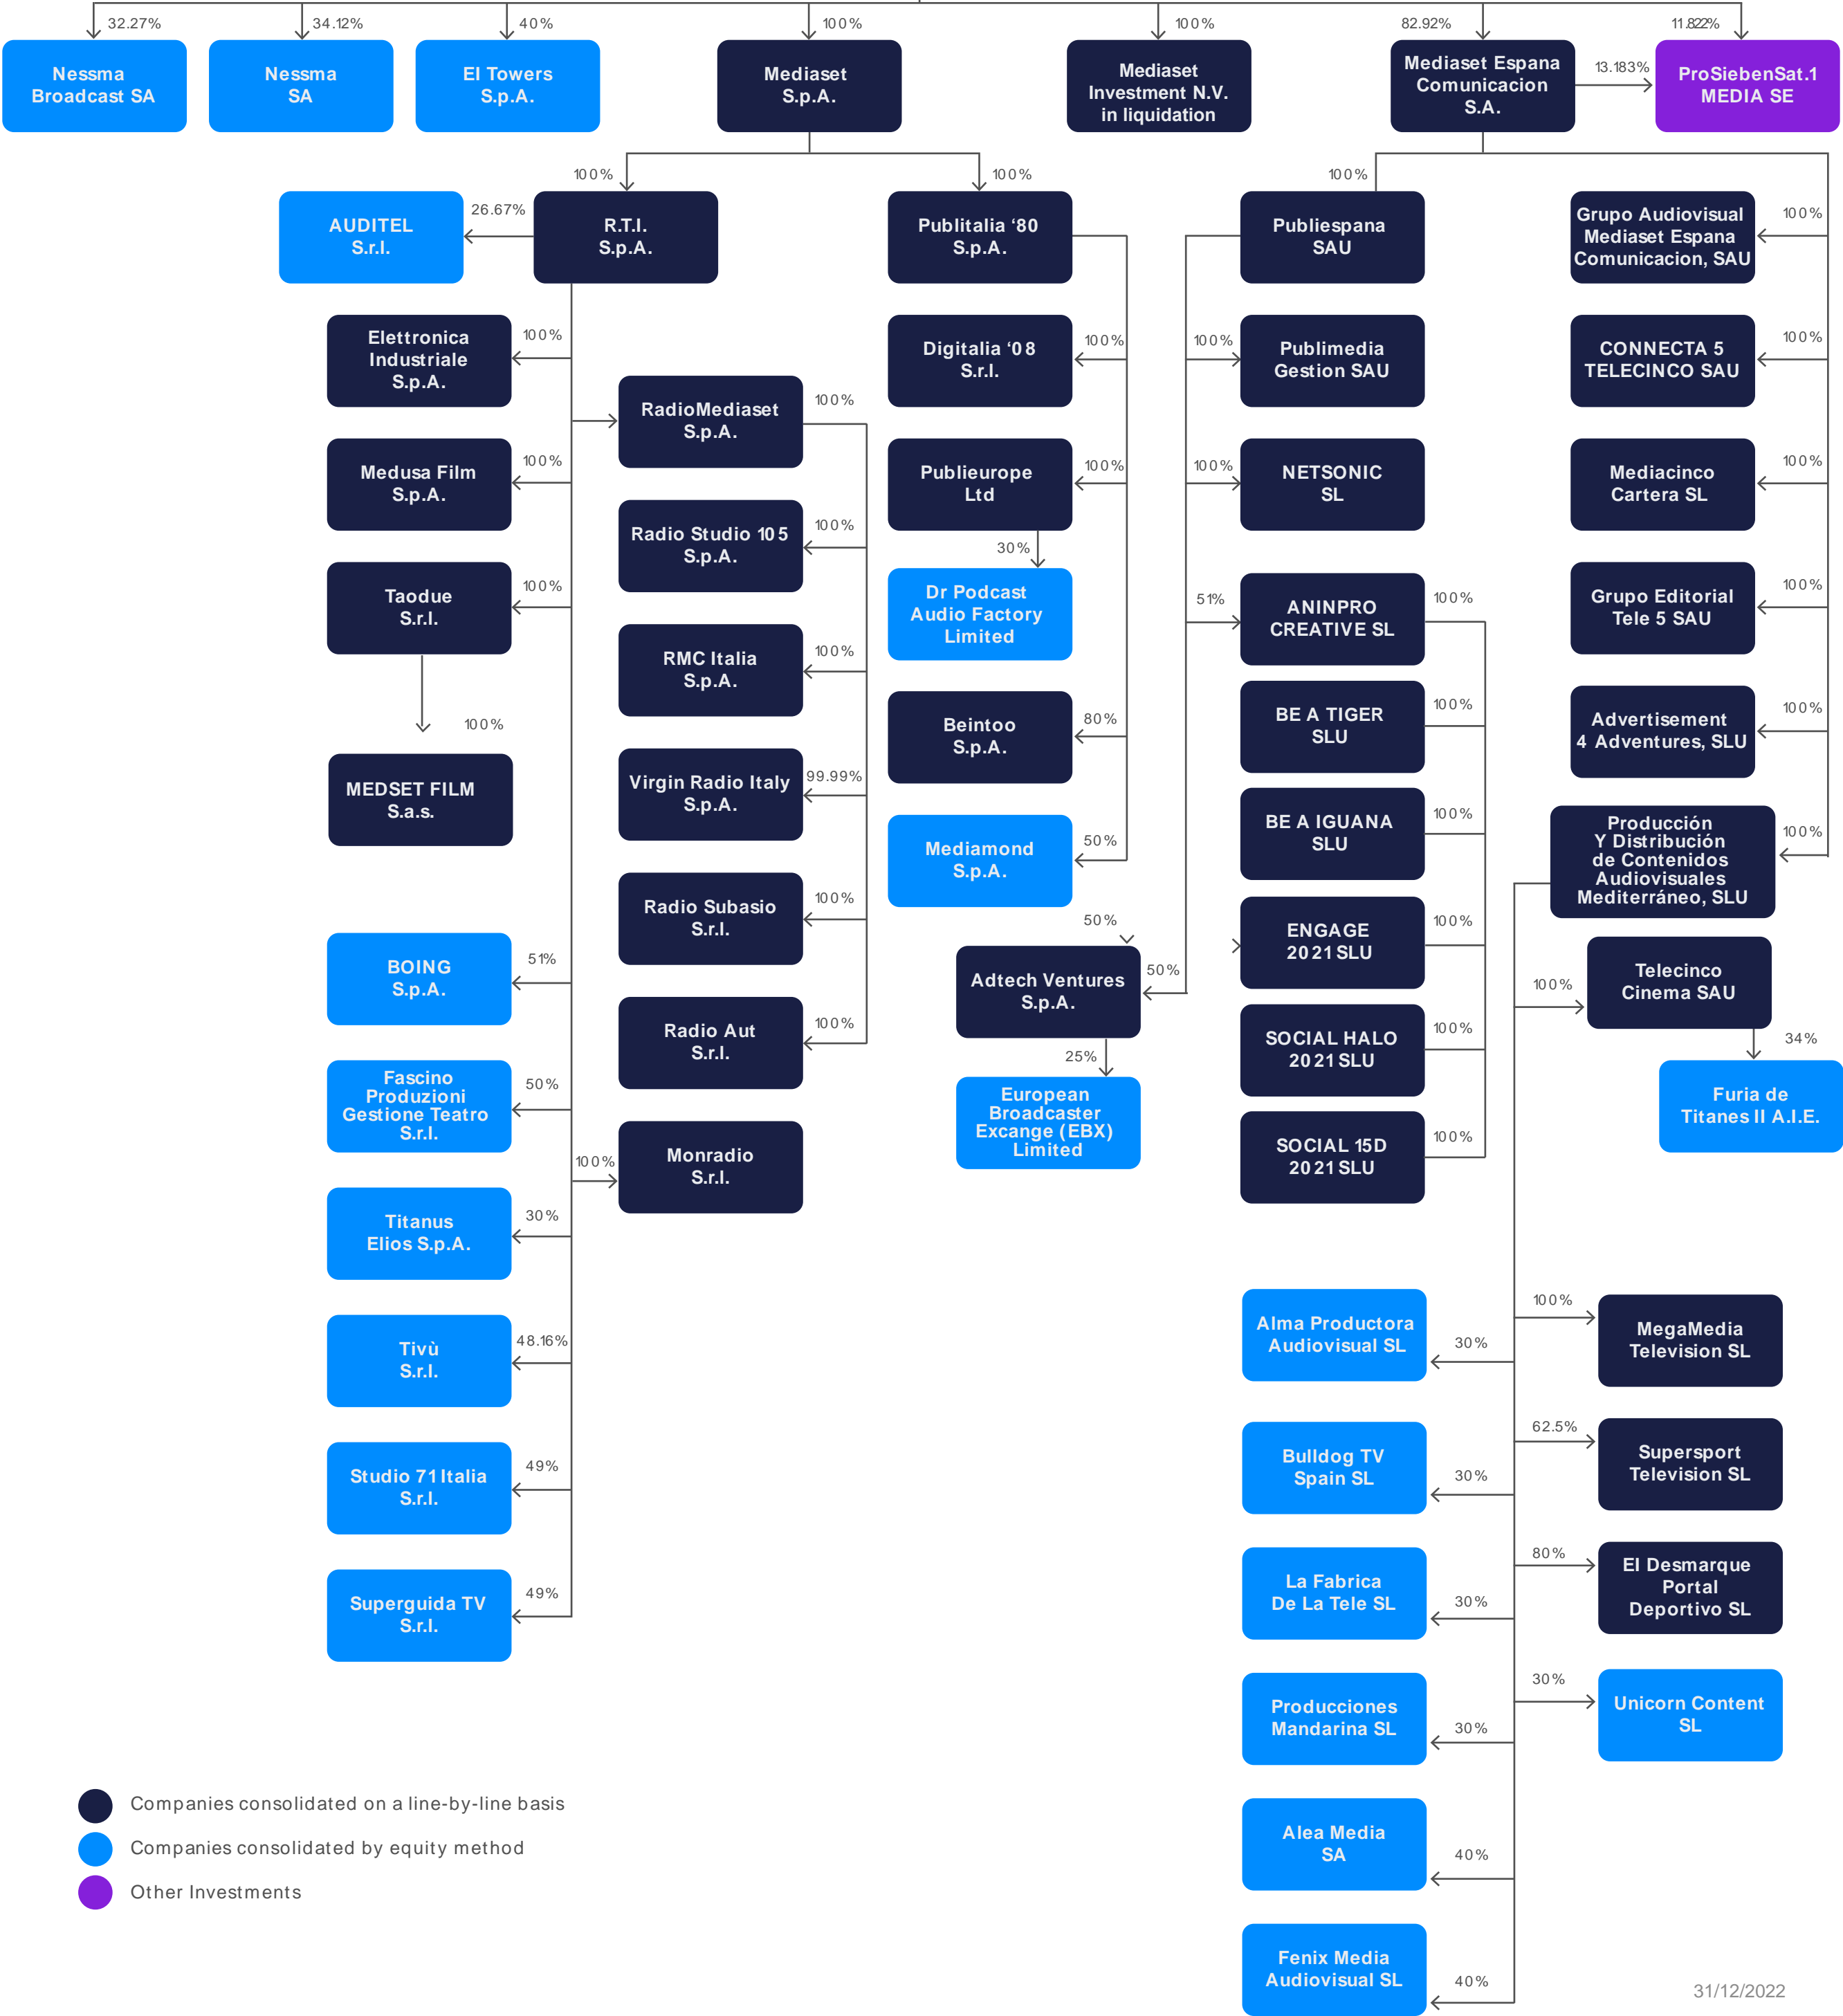 32.27%
34.12%
40%
100%
100%
82.92%
Nessma
Broadcast SA
Nessma
SA
EI Towers
S.p.A.
Mediaset
S.p.A.
Mediaset
Investment N.V.
in liquidation
Mediaset Espana
Comunicacion
S.A.
13.183%
ProSiebenSat.1
MEDIA SE
100%
100%
100%
AUDITEL
S.r.l.
26.67%
R.T.I.
S.p.A.
Publitalia ‘80
S.p.A.
Publiespana
SAU
Grupo Audiovisual
Mediaset Espana
Comunicacion, SAU
100%
Elettronica
Industriale
S.p.A.
100%
Medusa Film
S.p.A.
100%
Taodue
S.r.l.
100%
100%
MEDSET FILM
S.a.s.
BOING
S.p.A.
51%
Fascino
Produzioni
Gestione Teatro
S.r.l.
50%
Titanus
Elios S.p.A.
30%
Tivù
S.r.l.
48.16%
Studio 71 Italia
S.r.l.
49%
Superguida TV
S.r.l.
49%
RadioMediaset
S.p.A.
100%
Radio Studio 105
S.p.A.
100%
RMC Italia
S.p.A.
100%
Virgin Radio Italy
S.p.A.
99.99%
Radio Subasio
S.r.l.
100%
Radio Aut
S.r.l.
100%
100%
Monradio
S.r.l.
Digitalia ‘08
S.r.l.
100%
Publieurope
Ltd
100%
30%
Dr Podcast
Audio Factory
Limited
Beintoo
S.p.A.
80%
Mediamond
S.p.A.
50%
50%
Adtech Ventures
S.p.A.
50%
25%
European
Broadcaster
Excange (EBX)
Limited
100%
Publimedia
Gestion SAU
100%
NETSONIC
SL
51%
ANINPRO
CREATIVE SL
100%
BE A TIGER
SLU
100%
BE A IGUANA
SLU
100%
ENGAGE
2021 SLU
100%
SOCIAL HALO
2021 SLU
100%
SOCIAL 15D
2021 SLU
100%
CONNECTA 5
TELECINCO SAU
100%
Mediacinco
Cartera SL
100%
Grupo Editorial
Tele 5 SAU
100%
Advertisement
4 Adventures, SLU
100%
Producción
Y Distribución
de Contenidos
Audiovisuales
Mediterráneo, SLU
100%
100%
Telecinco
Cinema SAU
34%
Furia de
Titanes II A.I.E.
100%
MegaMedia
Television SL
Alma Productora
Audiovisual SL
30%
62.5%
Supersport
Television SL
Bulldog TV
Spain SL
30%
80%
El Desmarque
Portal
Deportivo SL
La Fabrica
De La Tele SL
30%
30%
Unicorn Content
SL
Producciones
Mandarina SL
30%
Alea Media
SA
40%
Fenix Media
Audiovisual SL
40%
Companies consolidated on a line-by-line basis
Companies consolidated by equity method
Other Investments
31/12/2022